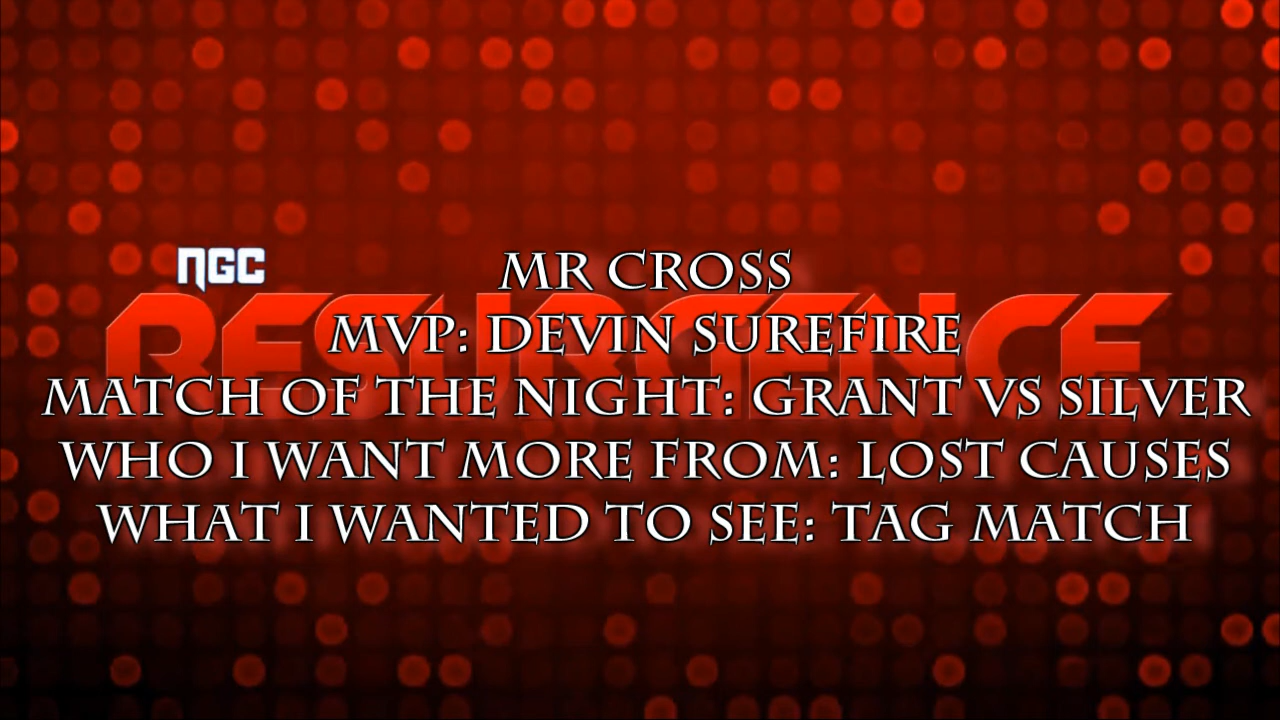 NGC
RESURGENCE
MR CROSS
MVP: DEVIN SUREFIRE
MATCH OF THE NIGHT: GRANT VS SILVER
WHO I WANT MORE FROM: LOST CAUSES
WHAT I WANTED TO SEE: TAG MATCH